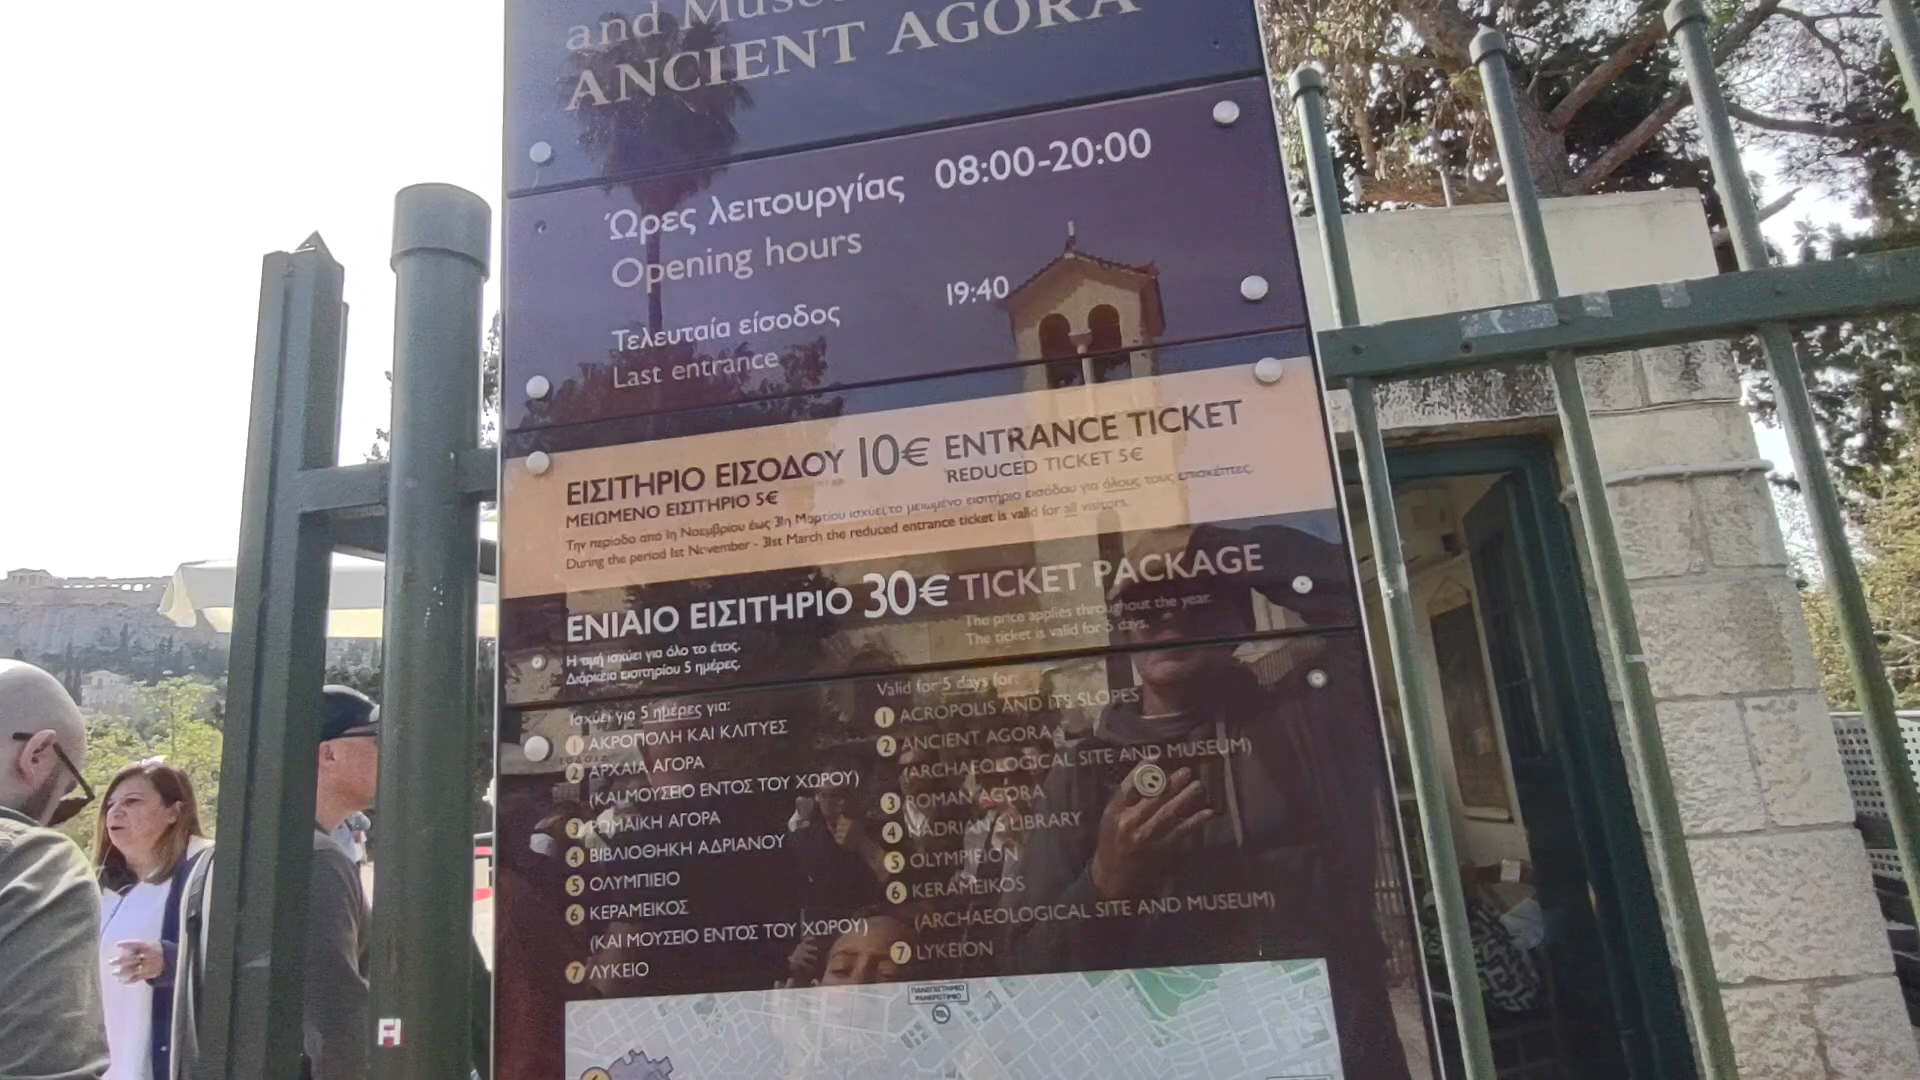 and Museum
ANCIENT AGORA
Ώρες λειτουργίας 08:00-20:00
Opening hours
Τελευταία είσοδος 19:40
Last entrance
ΕΙΣΙΤΗΡΙΟ ΕΙΣΟΔΟΥ 10€ ENTRANCE TICKET
ΜΕΙΩΜΕΝΟ ΕΙΣΙΤΗΡΙΟ 5€ REDUCED TICKET 5€
Την περίοδο από 1η Νοεμβρίου έως 31η Μαρτίου ισχύει το μειωμένο εισιτήριο εισόδου για όλους τους επισκέπτες.
During the period 1st November - 31st March the reduced entrance ticket is valid for all visitors.
ΕΝΙΑΙΟ ΕΙΣΙΤΗΡΙΟ 30€ TICKET PACKAGE
Η τιμή ισχύει για όλο το έτος.
Διάρκεια εισιτηρίου 5 ημέρες.
The price applies throughout the year.
The ticket is valid for 5 days.
Ισχύει για 5 ημέρες για:
1 ΑΚΡΟΠΟΛΗ ΚΑΙ ΚΛΙΤΥΕΣ
2 ΑΡΧΑΙΑ ΑΓΟΡΑ
(ΚΑΙ ΜΟΥΣΕΙΟ ΕΝΤΟΣ ΤΟΥ ΧΩΡΟΥ)
3 ΡΩΜΑΙΚΗ ΑΓΟΡΑ
4 ΒΙΒΛΙΟΘΗΚΗ ΑΔΡΙΑΝΟΥ
5 ΟΛΥΜΠΙΕΙΟ
6 ΚΕΡΑΜΕΙΚΟΣ
(ΚΑΙ ΜΟΥΣΕΙΟ ΕΝΤΟΣ ΤΟΥ ΧΩΡΟΥ)
7 ΛΥΚΕΙΟ
Valid for 5 days for:
1 ACROPOLIS AND ITS SLOPES
2 ANCIENT AGORA
(ARCHAEOLOGICAL SITE AND MUSEUM)
3 ROMAN AGORA
4 HADRIAN'S LIBRARY
5 OLYMPIEION
6 KERAMEIKOS
(ARCHAEOLOGICAL SITE AND MUSEUM)
7 LYKEION
ΠΑΝΕΠΙΣΤΗΜΙΟ
PANEPISTIMIO